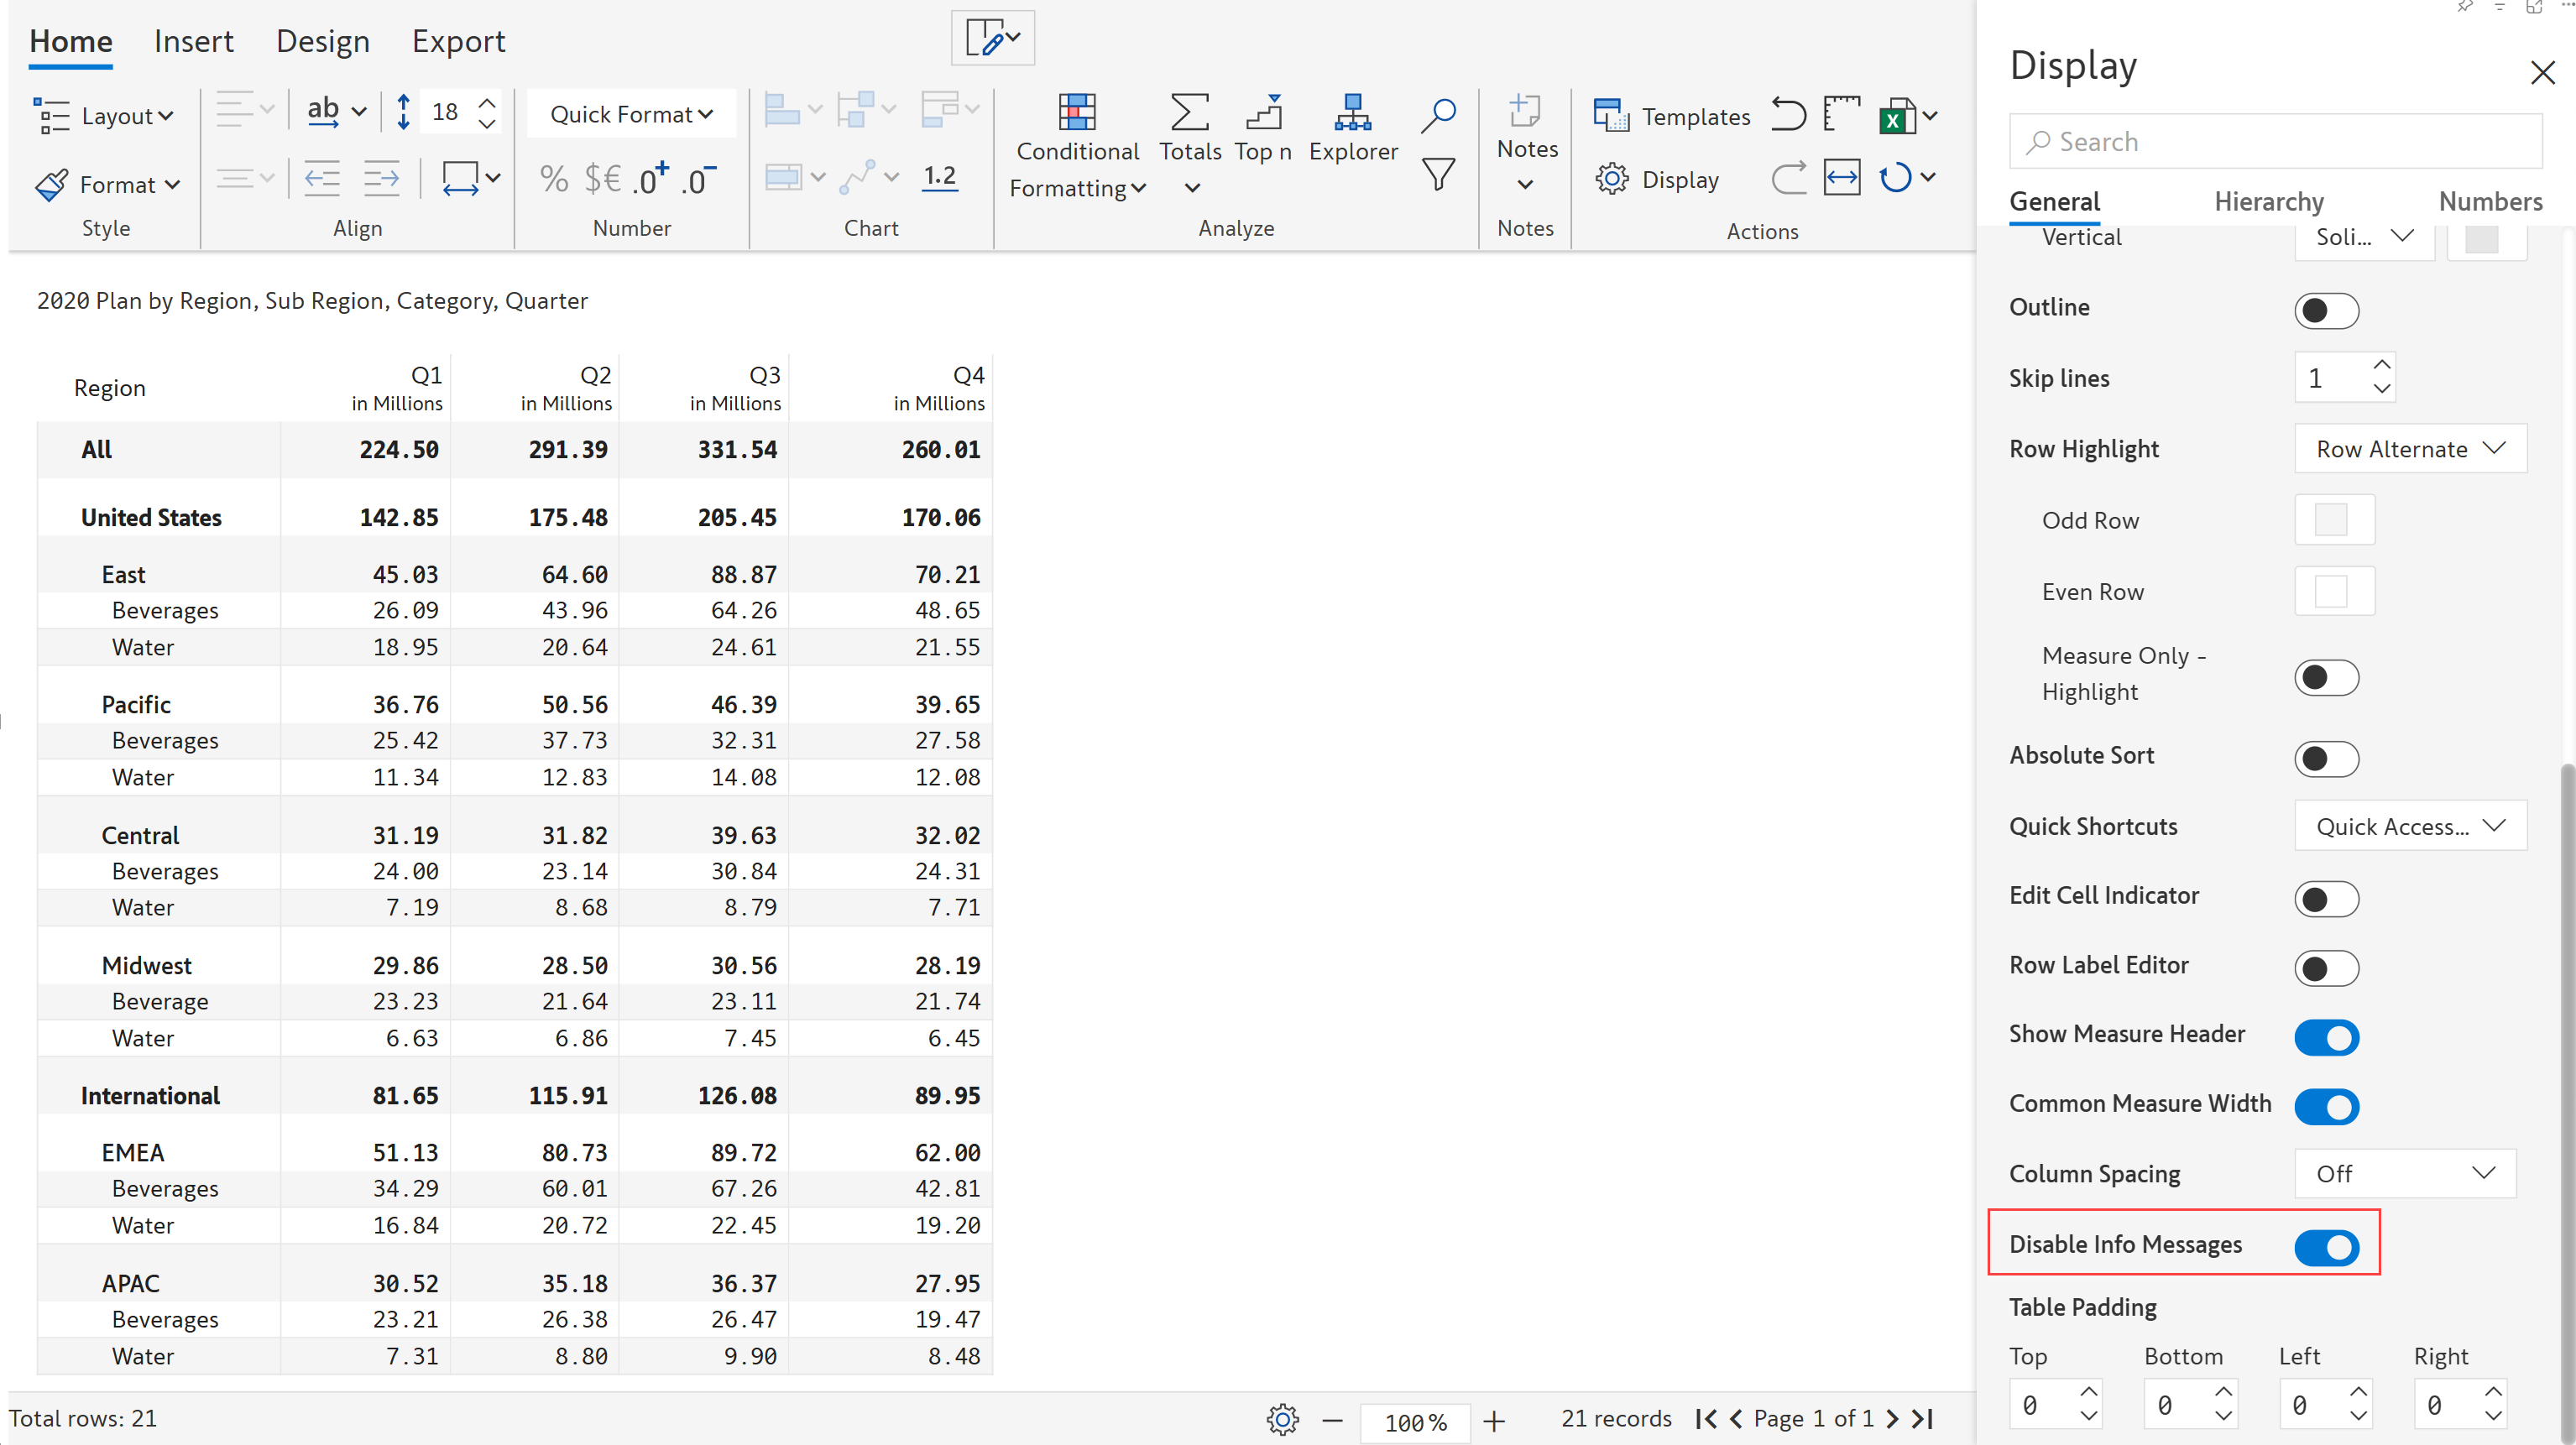 Home Insert Design Export
Layout
Format
Style
ab
18
Align
Quick Format
% $€ .0+ .0-
Number
1.2
Chart
Conditional
Formatting
Totals
Top n
Explorer
Analyze
Notes
Notes
Templates
Display
Actions
2020 Plan by Region, Sub Region, Category, Quarter
Region Q1 Q2 Q3 Q4
in Millions in Millions in Millions in Millions
All 224.50 291.39 331.54 260.01
United States 142.85 175.48 205.45 170.06
East 45.03 64.60 88.87 70.21
Beverages 26.09 43.96 64.26 48.65
Water 18.95 20.64 24.61 21.55
Pacific 36.76 50.56 46.39 39.65
Beverages 25.42 37.73 32.31 27.58
Water 11.34 12.83 14.08 12.08
Central 31.19 31.82 39.63 32.02
Beverages 24.00 23.14 30.84 24.31
Water 7.19 8.68 8.79 7.71
Midwest 29.86 28.50 30.56 28.19
Beverage 23.23 21.64 23.11 21.74
Water 6.63 6.86 7.45 6.45
International 81.65 115.91 126.08 89.95
EMEA 51.13 80.73 89.72 62.00
Beverages 34.29 60.01 67.26 42.81
Water 16.84 20.72 22.45 19.20
APAC 30.52 35.18 36.37 27.95
Beverages 23.21 26.38 26.47 19.47
Water 7.31 8.80 9.90 8.48
Total rows: 21
100%
21 records
Page 1 of 1
Display
Search
General Hierarchy Numbers
Vertical Soli...
Outline
Skip lines 1
Row Highlight Row Alternate
Odd Row
Even Row
Measure Only -
Highlight
Absolute Sort
Quick Shortcuts Quick Access...
Edit Cell Indicator
Row Label Editor
Show Measure Header
Common Measure Width
Column Spacing Off
Disable Info Messages
Table Padding
Top Bottom Left Right
0 0 0 0